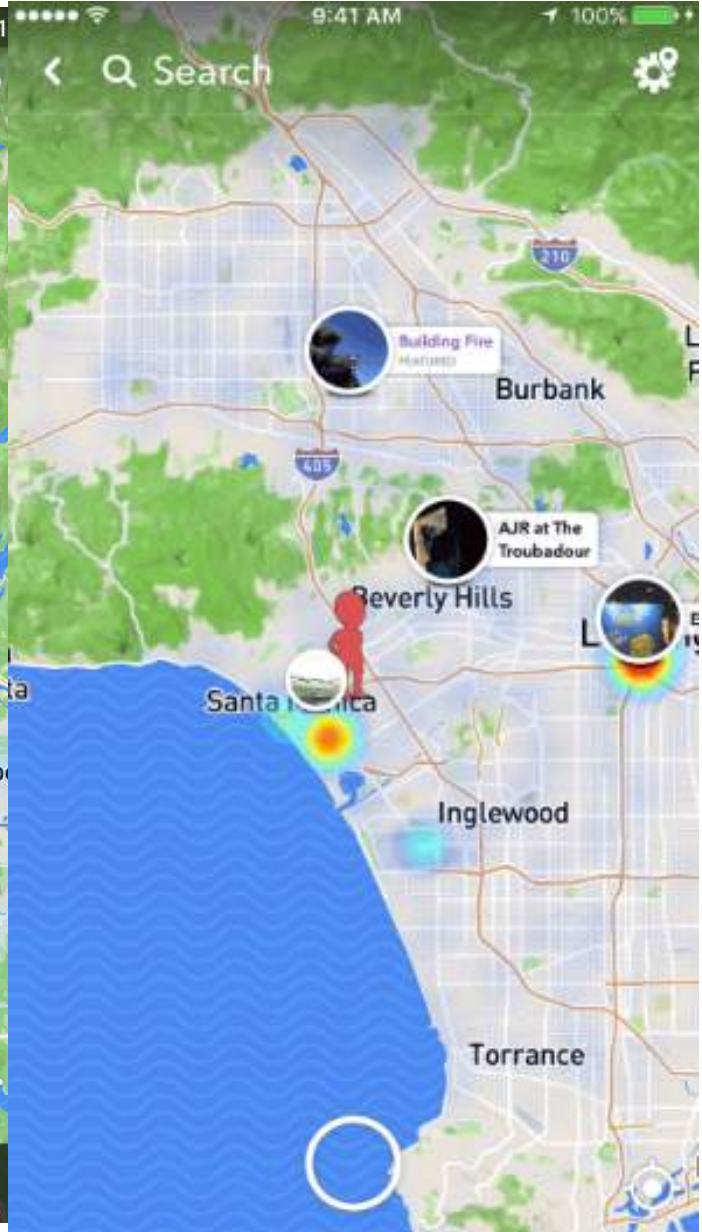 9:41 AM
100%
Search
210
Building Fire
FEATURED
Burbank
405
AJR at The
Troubadour
Beverly Hills
Santa
Inglewood
Torrance